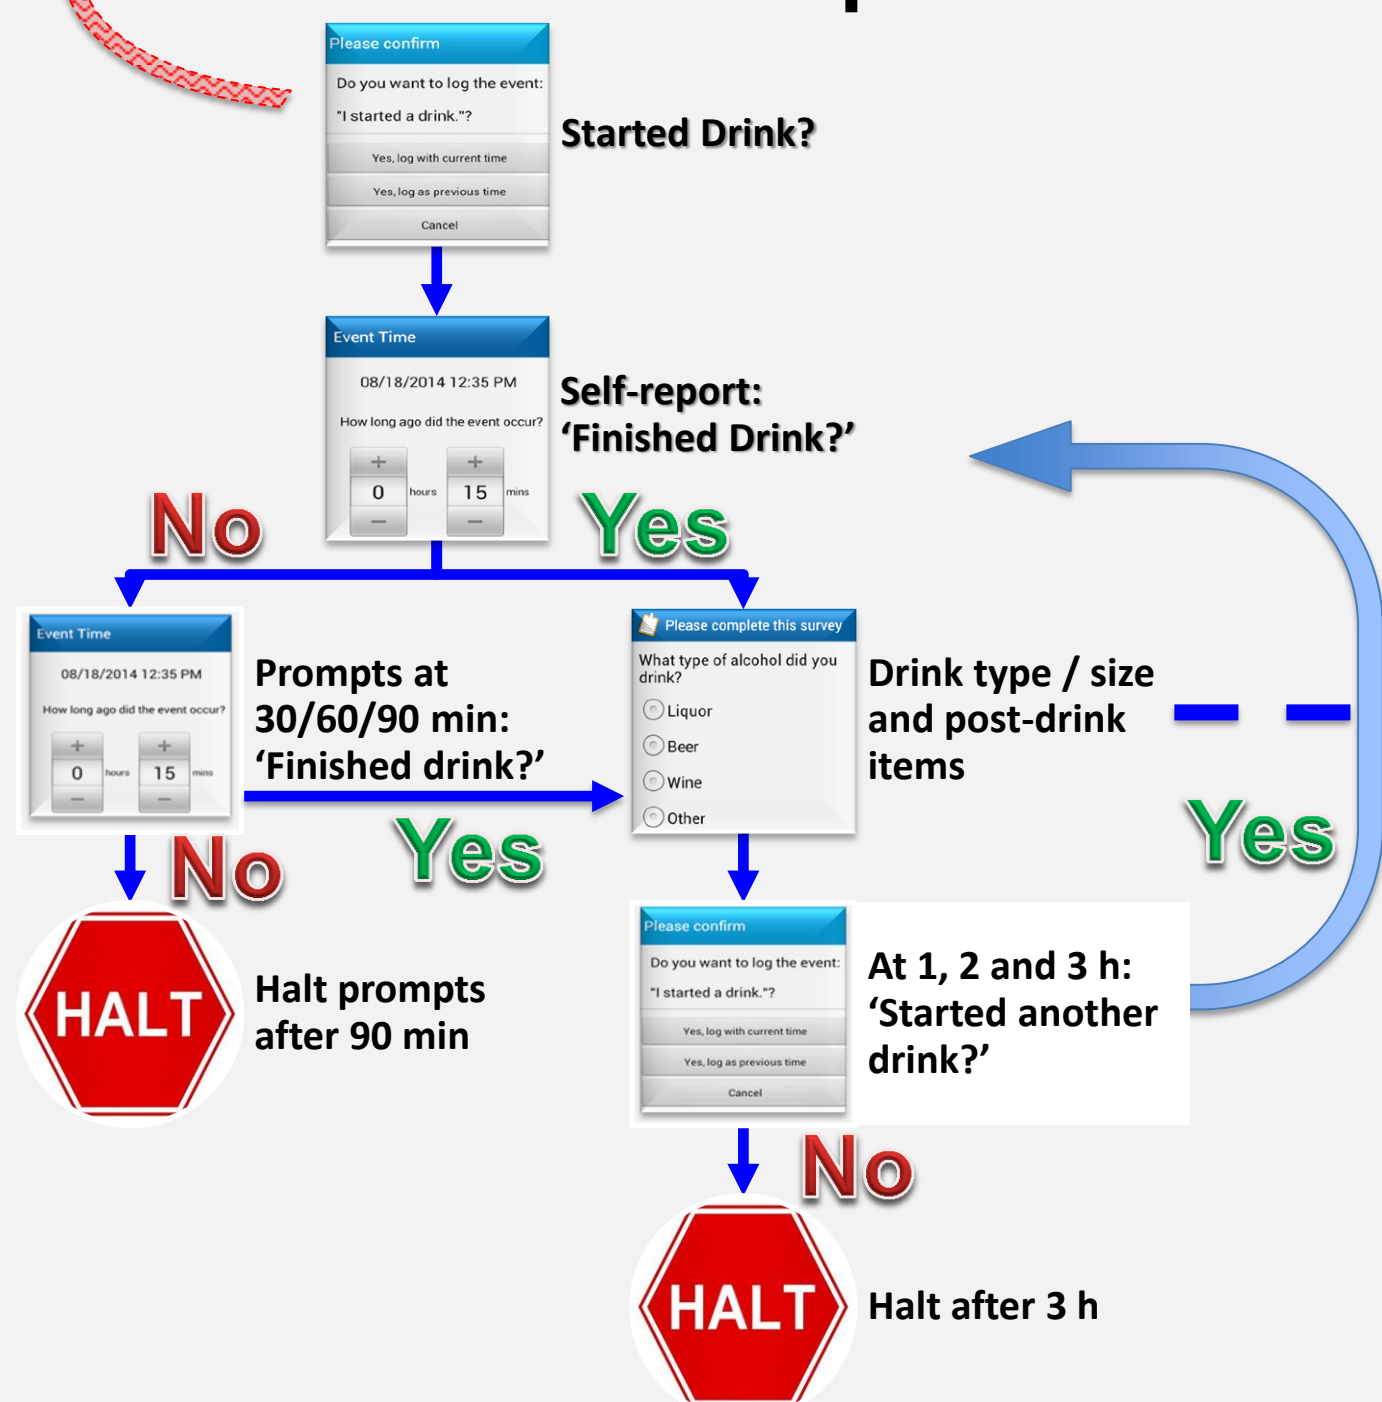 Please confirm
Do you want to log the event:
"I started a drink."?
Yes, log with current time
Yes, log as previous time
Cancel
Started Drink?
Event Time
08/18/2014 12:35 PM
How long ago did the event occur?
+ +
0 hours 15 mins
− −
Self-report:
‘Finished Drink?’
No
Yes
Event Time
08/18/2014 12:35 PM
How long ago did the event occur?
+ +
0 hours 15 mins
− −
Prompts at
30/60/90 min:
‘Finished drink?’
Please complete this survey
What type of alcohol did you
drink?
Liquor
Beer
Wine
Other
Drink type / size
and post-drink
items
No
Yes
Yes
HALT
Halt prompts
after 90 min
Please confirm
Do you want to log the event:
"I started a drink."?
Yes, log with current time
Yes, log as previous time
Cancel
At 1, 2 and 3 h:
‘Started another
drink?’
No
HALT
Halt after 3 h